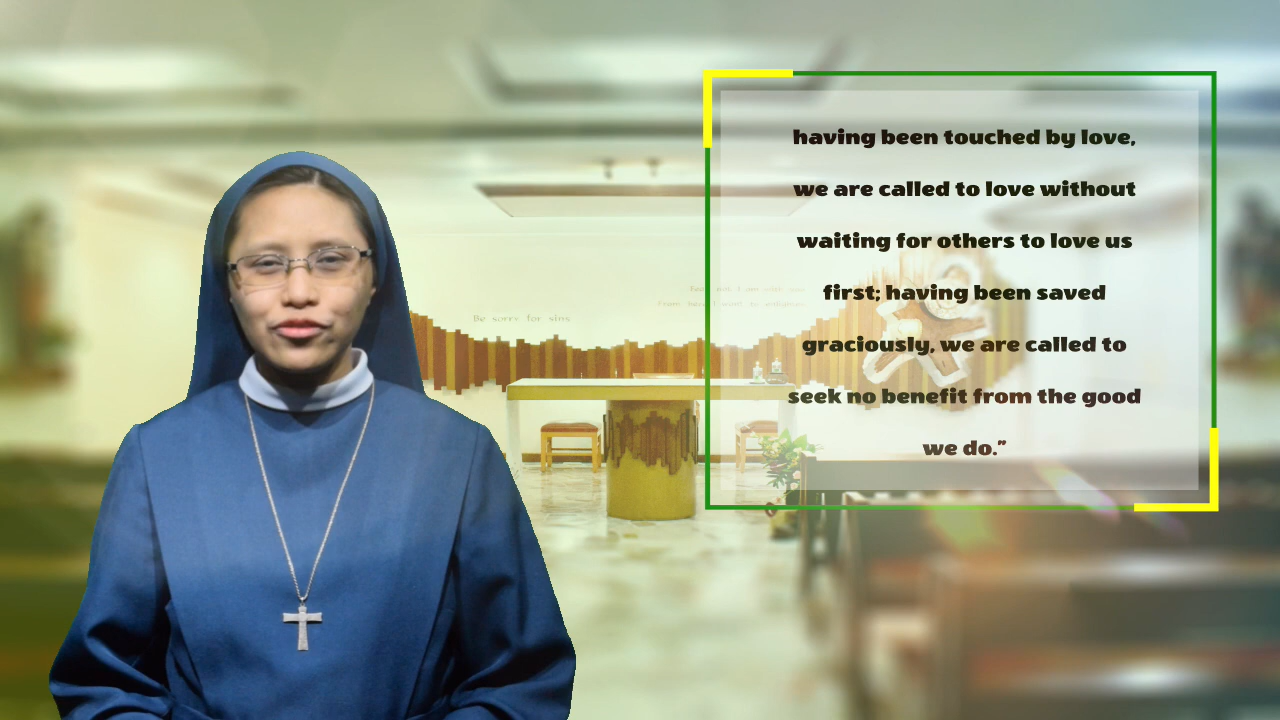 having been touched by love,
we are called to love without
waiting for others to love us
first; having been saved
graciously, we are called to
seek no benefit from the good
we do.”
Be sorry for sins